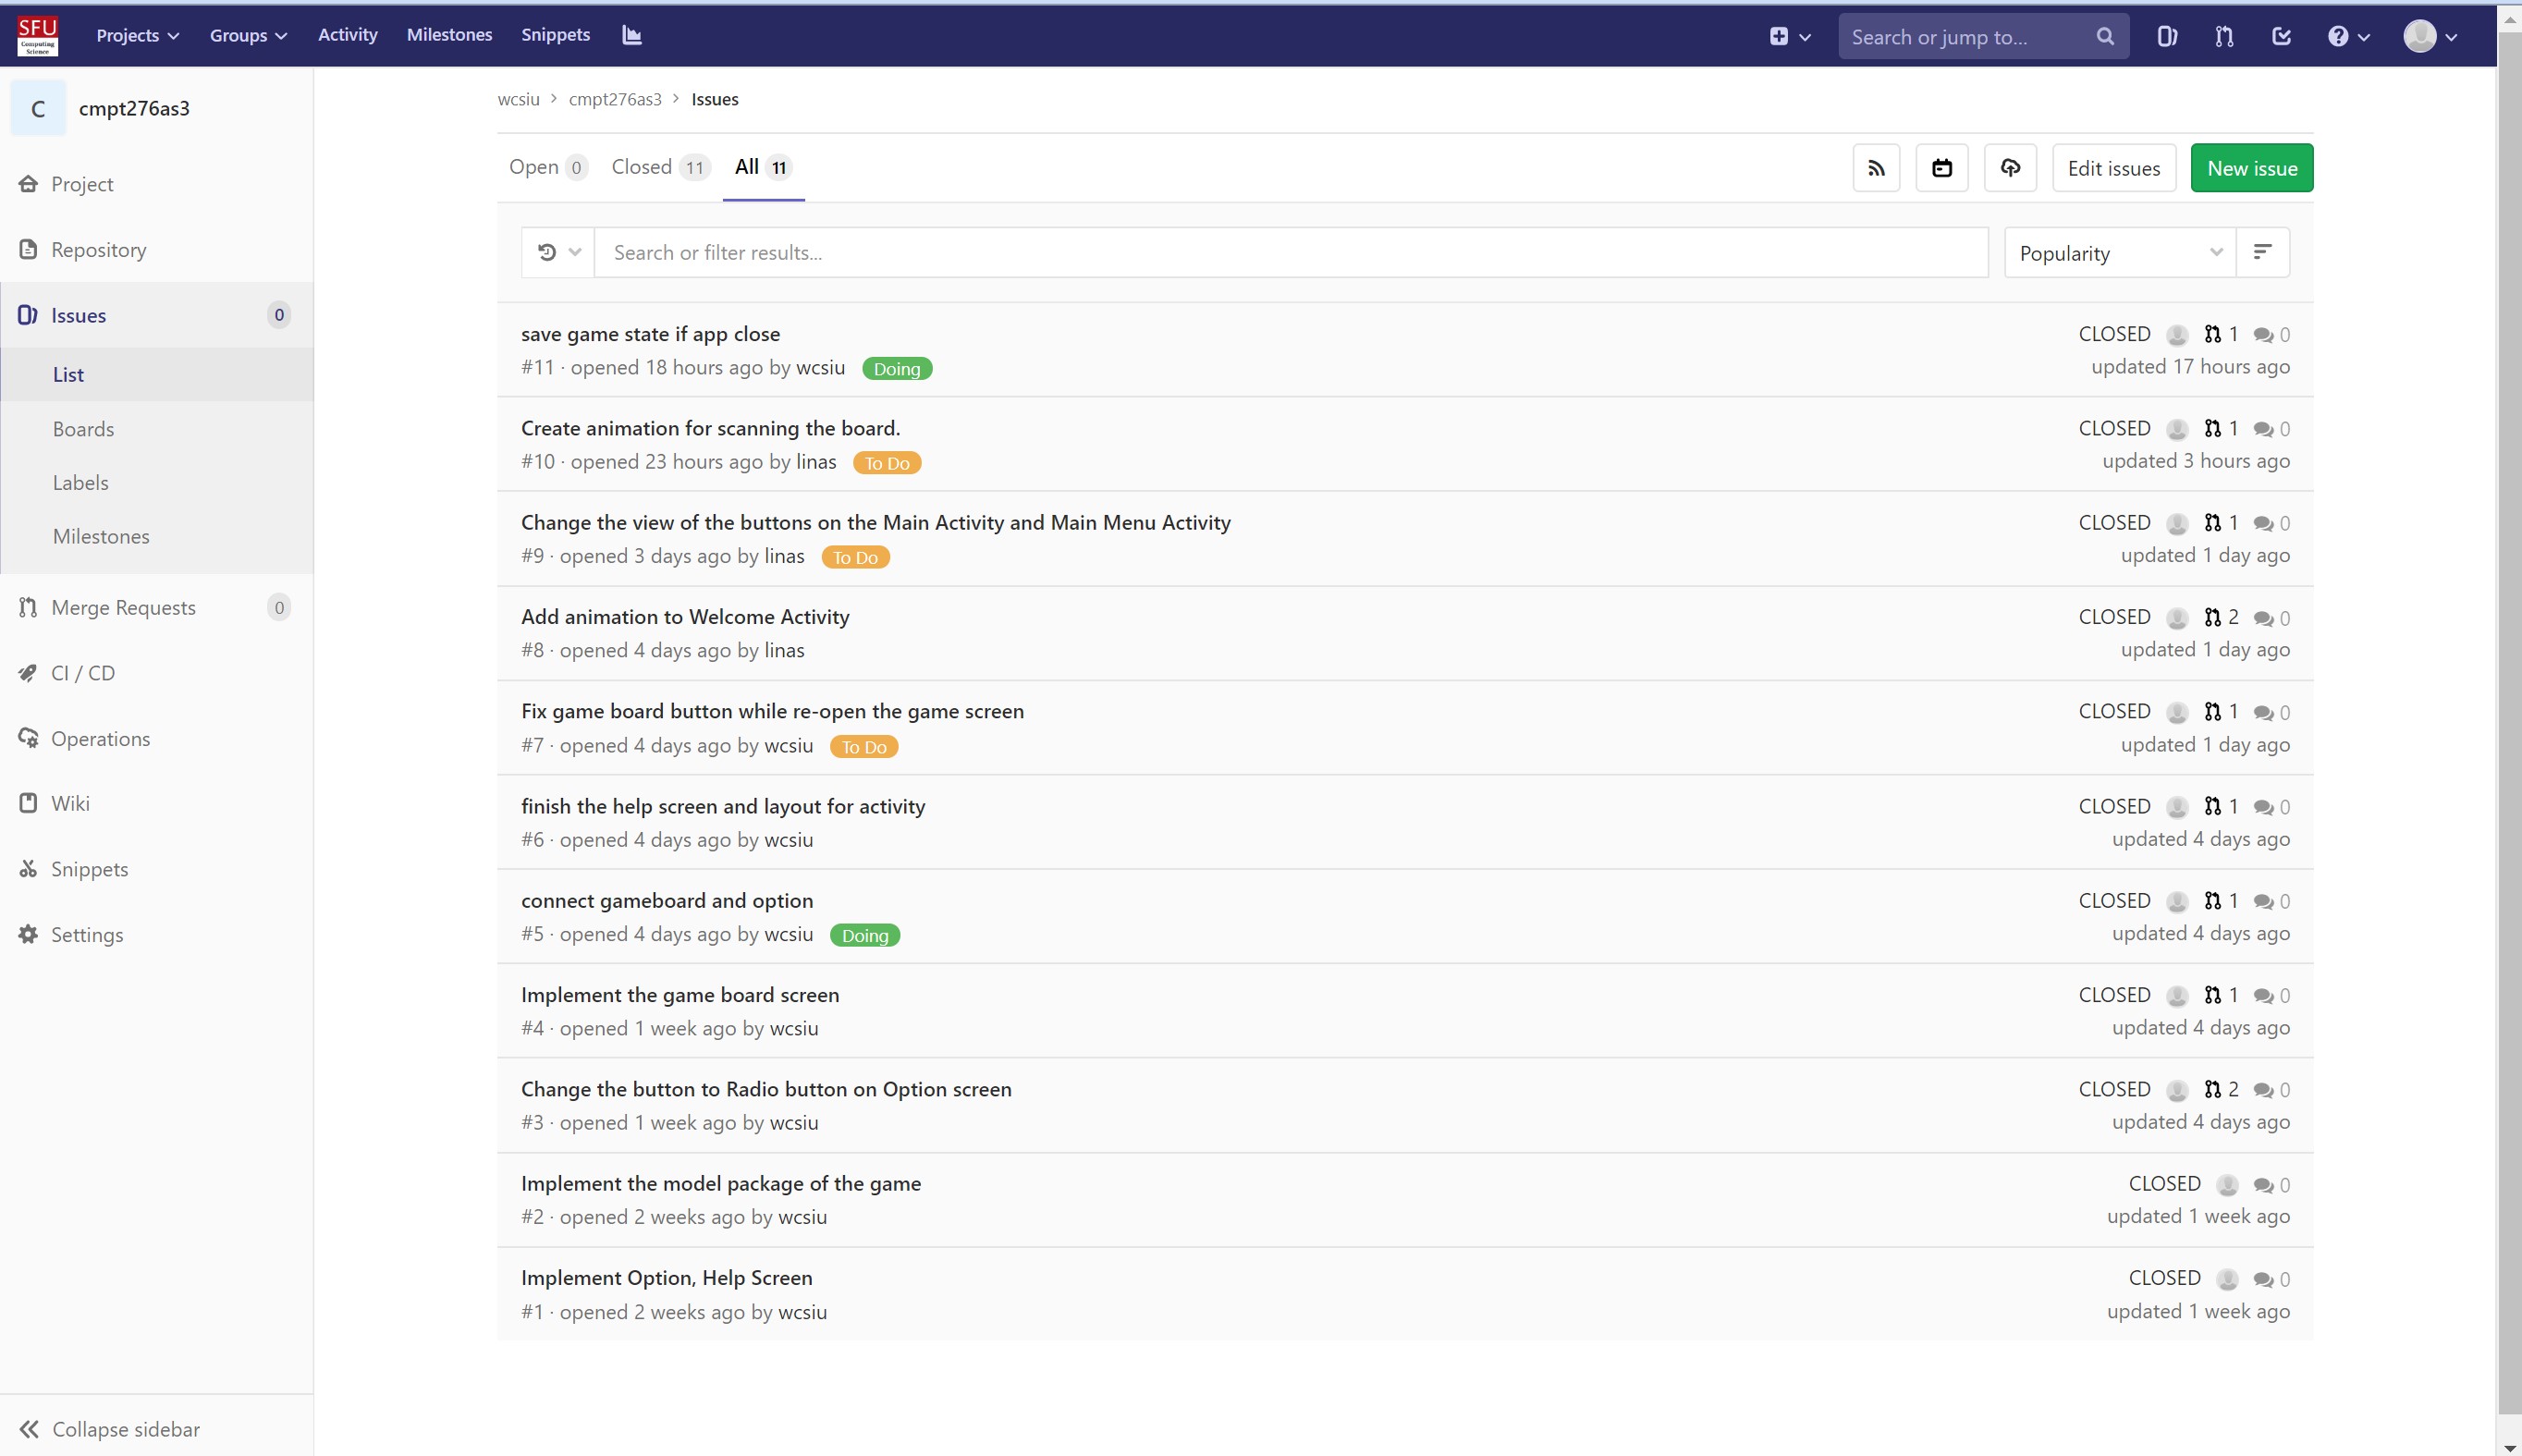 SFU
Computing
Science
Projects Groups Activity Milestones Snippets Search or jump to...
C cmpt276as3
Project
Repository
Issues 0
List
Boards
Labels
Milestones
Merge Requests 0
CI / CD
Operations
Wiki
Snippets
Settings
Collapse sidebar
wcsiu > cmpt276as3 > Issues
Open 0 Closed 11 All 11 Edit issues New issue
Search or filter results... Popularity
save game state if app close CLOSED 1 0
#11 · opened 18 hours ago by wcsiu Doing updated 17 hours ago
Create animation for scanning the board. CLOSED 1 0
#10 · opened 23 hours ago by linas To Do updated 3 hours ago
Change the view of the buttons on the Main Activity and Main Menu Activity CLOSED 1 0
#9 · opened 3 days ago by linas To Do updated 1 day ago
Add animation to Welcome Activity CLOSED 2 0
#8 · opened 4 days ago by linas updated 1 day ago
Fix game board button while re-open the game screen CLOSED 1 0
#7 · opened 4 days ago by wcsiu To Do updated 1 day ago
finish the help screen and layout for activity CLOSED 1 0
#6 · opened 4 days ago by wcsiu updated 4 days ago
connect gameboard and option CLOSED 1 0
#5 · opened 4 days ago by wcsiu Doing updated 4 days ago
Implement the game board screen CLOSED 1 0
#4 · opened 1 week ago by wcsiu updated 4 days ago
Change the button to Radio button on Option screen CLOSED 2 0
#3 · opened 1 week ago by wcsiu updated 4 days ago
Implement the model package of the game CLOSED 0
#2 · opened 2 weeks ago by wcsiu updated 1 week ago
Implement Option, Help Screen CLOSED 0
#1 · opened 2 weeks ago by wcsiu updated 1 week ago